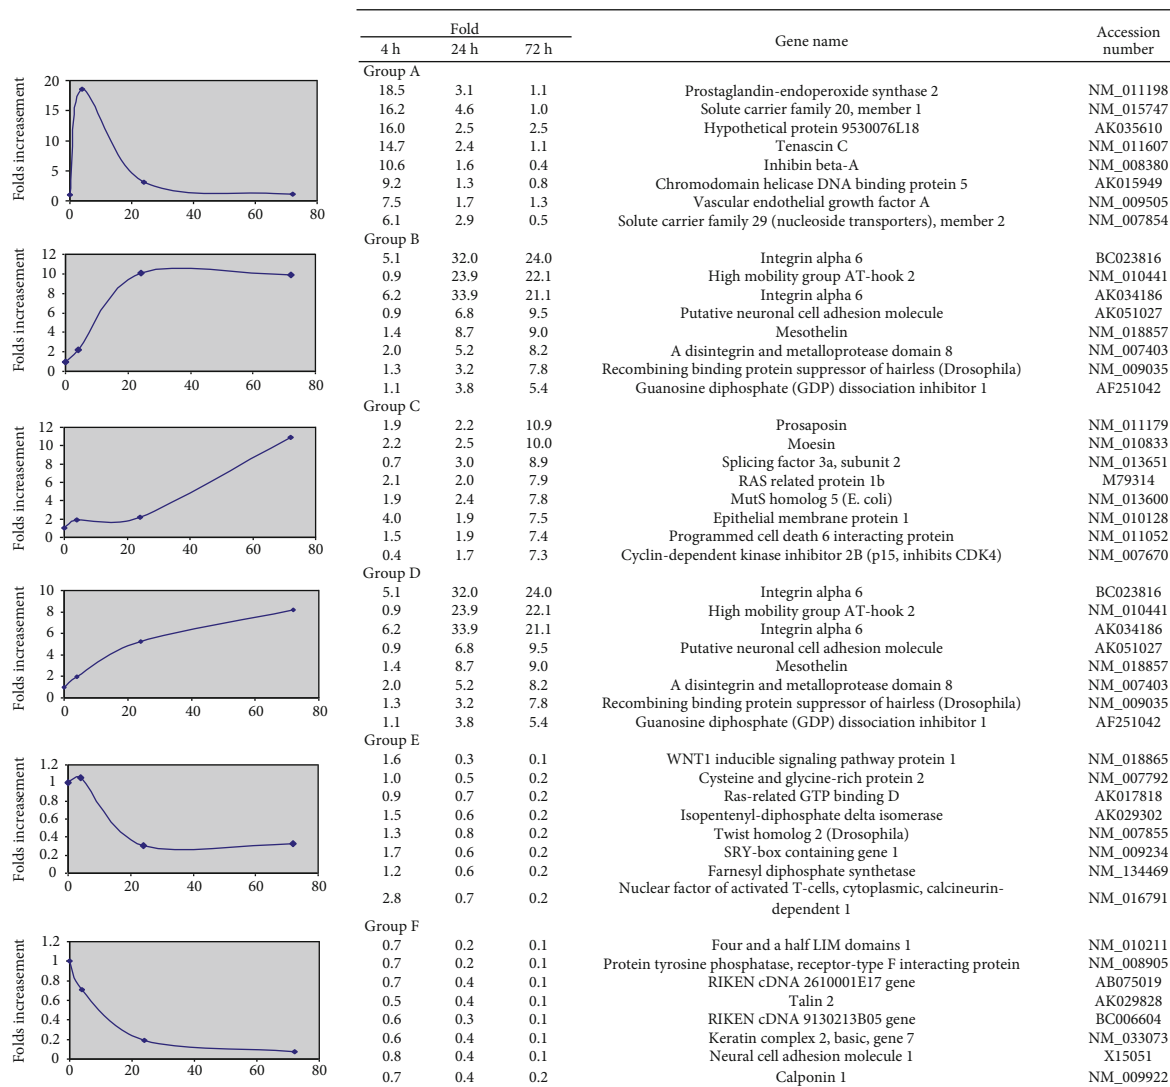 Fold
4 h 24 h 72 h Gene name Accession number
Group A
18.5 3.1 1.1 Prostaglandin-endoperoxide synthase 2 NM_011198
16.2 4.6 1.0 Solute carrier family 20, member 1 NM_015747
16.0 2.5 2.5 Hypothetical protein 9530076L18 AK035610
14.7 2.4 1.1 Tenascin C NM_011607
10.6 1.6 0.4 Inhibin beta-A NM_008380
9.2 1.3 0.8 Chromodomain helicase DNA binding protein 5 AK015949
7.5 1.7 1.3 Vascular endothelial growth factor A NM_009505
6.1 2.9 0.5 Solute carrier family 29 (nucleoside transporters), member 2 NM_007854
Folds increasement
20
15
10
5
0
0 20 40 60 80
Group B
5.1 32.0 24.0 Integrin alpha 6 BC023816
0.9 23.9 22.1 High mobility group AT-hook 2 NM_010441
6.2 33.9 21.1 Integrin alpha 6 AK034186
0.9 6.8 9.5 Putative neuronal cell adhesion molecule AK051027
1.4 8.7 9.0 Mesothelin NM_018857
2.0 5.2 8.2 A disintegrin and metalloprotease domain 8 NM_007403
1.3 3.2 7.8 Recombining binding protein suppressor of hairless (Drosophila) NM_009035
1.1 3.8 5.4 Guanosine diphosphate (GDP) dissociation inhibitor 1 AF251042
Folds increasement
12
10
8
6
4
2
0
0 20 40 60 80
Group C
1.9 2.2 10.9 Prosaposin NM_011179
2.2 2.5 10.0 Moesin NM_010833
0.7 3.0 8.9 Splicing factor 3a, subunit 2 NM_013651
2.1 2.0 7.9 RAS related protein 1b M79314
1.9 2.4 7.8 MutS homolog 5 (E. coli) NM_013600
4.0 1.9 7.5 Epithelial membrane protein 1 NM_010128
1.5 1.9 7.4 Programmed cell death 6 interacting protein NM_011052
0.4 1.7 7.3 Cyclin-dependent kinase inhibitor 2B (p15, inhibits CDK4) NM_007670
Folds increasement
12
10
8
6
4
2
0
0 20 40 60 80
Group D
5.1 32.0 24.0 Integrin alpha 6 BC023816
0.9 23.9 22.1 High mobility group AT-hook 2 NM_010441
6.2 33.9 21.1 Integrin alpha 6 AK034186
0.9 6.8 9.5 Putative neuronal cell adhesion molecule AK051027
1.4 8.7 9.0 Mesothelin NM_018857
2.0 5.2 8.2 A disintegrin and metalloprotease domain 8 NM_007403
1.3 3.2 7.8 Recombining binding protein suppressor of hairless (Drosophila) NM_009035
1.1 3.8 5.4 Guanosine diphosphate (GDP) dissociation inhibitor 1 AF251042
Folds increasement
10
8
6
4
2
0
0 20 40 60 80
Group E
1.6 0.3 0.1 WNT1 inducible signaling pathway protein 1 NM_018865
1.0 0.5 0.2 Cysteine and glycine-rich protein 2 NM_007792
0.9 0.7 0.2 Ras-related GTP binding D AK017818
1.5 0.6 0.2 Isopentenyl-diphosphate delta isomerase AK029302
1.3 0.8 0.2 Twist homolog 2 (Drosophila) NM_007855
1.7 0.6 0.2 SRY-box containing gene 1 NM_009234
1.2 0.6 0.2 Farnesyl diphosphate synthetase NM_134469
2.8 0.7 0.2 Nuclear factor of activated T-cells, cytoplasmic, calcineurin- NM_016791
dependent 1
Folds increasement
1.2
1
0.8
0.6
0.4
0.2
0
0 20 40 60 80
Group F
0.7 0.2 0.1 Four and a half LIM domains 1 NM_010211
0.7 0.2 0.1 Protein tyrosine phosphatase, receptor-type F interacting protein NM_008905
0.7 0.4 0.1 RIKEN cDNA 2610001E17 gene AB075019
0.5 0.4 0.1 Talin 2 AK029828
0.6 0.3 0.1 RIKEN cDNA 9130213B05 gene BC006604
0.6 0.4 0.1 Keratin complex 2, basic, gene 7 NM_033073
0.8 0.4 0.1 Neural cell adhesion molecule 1 X15051
0.7 0.4 0.2 Calponin 1 NM_009922
Folds increasement
1.2
1.0
0.8
0.6
0.4
0.2
0
0 20 40 60 80